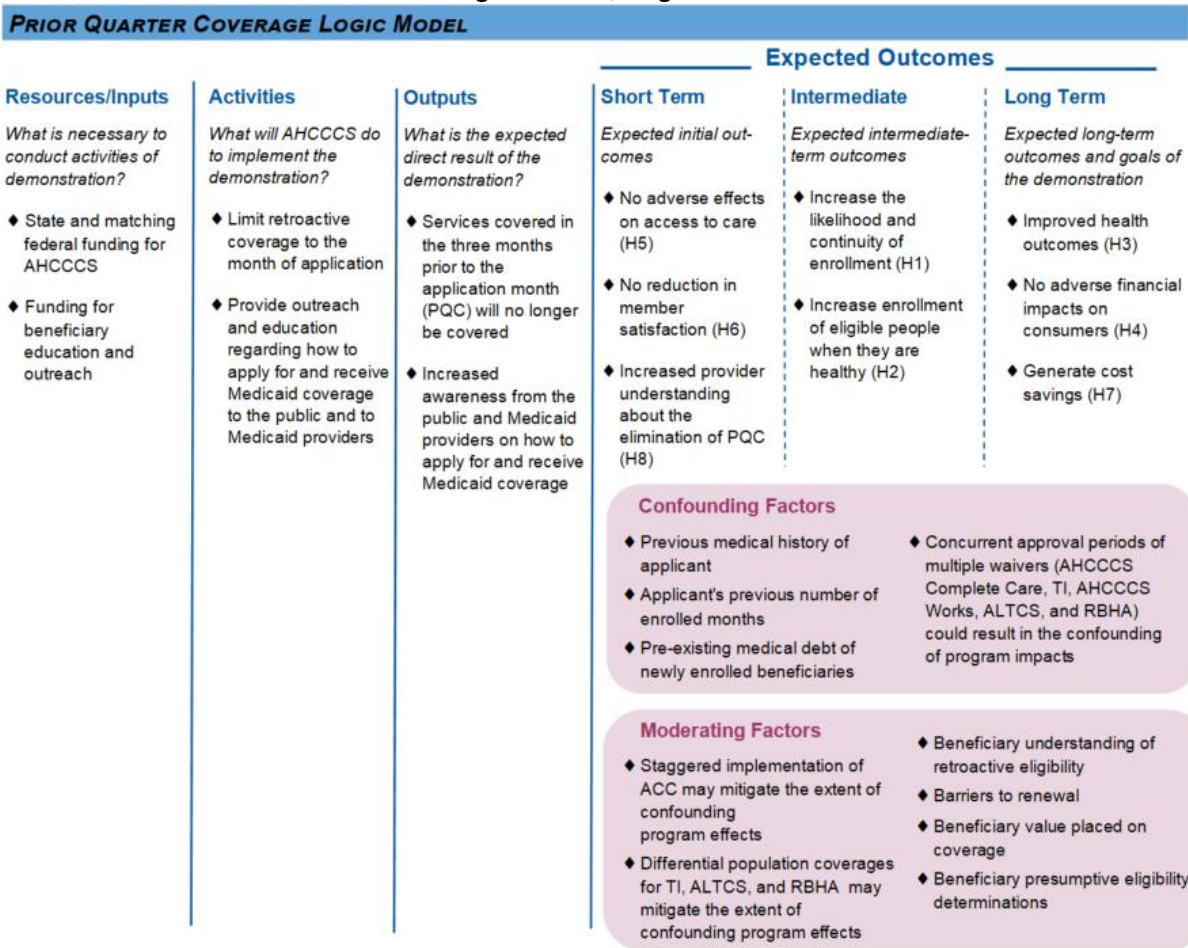 PRIOR QUARTER COVERAGE LOGIC MODEL
Expected Outcomes
Resources/Inputs
What is necessary to
conduct activities of
demonstration?
♦ State and matching
federal funding for
AHCCCS
♦ Funding for
beneficiary
education and
outreach
Activities
What will AHCCCS do
to implement the
demonstration?
♦ Limit retroactive
coverage to the
month of application
♦ Provide outreach
and education
regarding how to
apply for and receive
Medicaid coverage
to the public and to
Medicaid providers
Outputs
What is the expected
direct result of the
demonstration?
♦ Services covered in
the three months
prior to the
application month
(PQC) will no longer
be covered
♦ Increased
awareness from the
public and Medicaid
providers on how to
apply for and receive
Medicaid coverage
Short Term
Expected initial out-
comes
♦ No adverse effects
on access to care
(H5)
♦ No reduction in
member
satisfaction (H6)
♦ Increased provider
understanding
about the
elimination of PQC
(H8)
Intermediate
Expected intermediate-
term outcomes
♦ Increase the
likelihood and
continuity of
enrollment (H1)
♦ Increase enrollment
of eligible people
when they are
healthy (H2)
Long Term
Expected long-term
outcomes and goals of
the demonstration
♦ Improved health
outcomes (H3)
♦ No adverse financial
impacts on
consumers (H4)
♦ Generate cost
savings (H7)
Confounding Factors
♦ Previous medical history of
applicant
♦ Applicant's previous number of
enrolled months
♦ Pre-existing medical debt of
newly enrolled beneficiaries
♦ Concurrent approval periods of
multiple waivers (AHCCCS
Complete Care, TI, AHCCCS
Works, ALTCS, and RBHA)
could result in the confounding
of program impacts
Moderating Factors
♦ Staggered implementation of
ACC may mitigate the extent of
confounding
program effects
♦ Differential population coverages
for TI, ALTCS, and RBHA may
mitigate the extent of
confounding program effects
♦ Beneficiary understanding of
retroactive eligibility
♦ Barriers to renewal
♦ Beneficiary value placed on
coverage
♦ Beneficiary presumptive eligibility
determinations